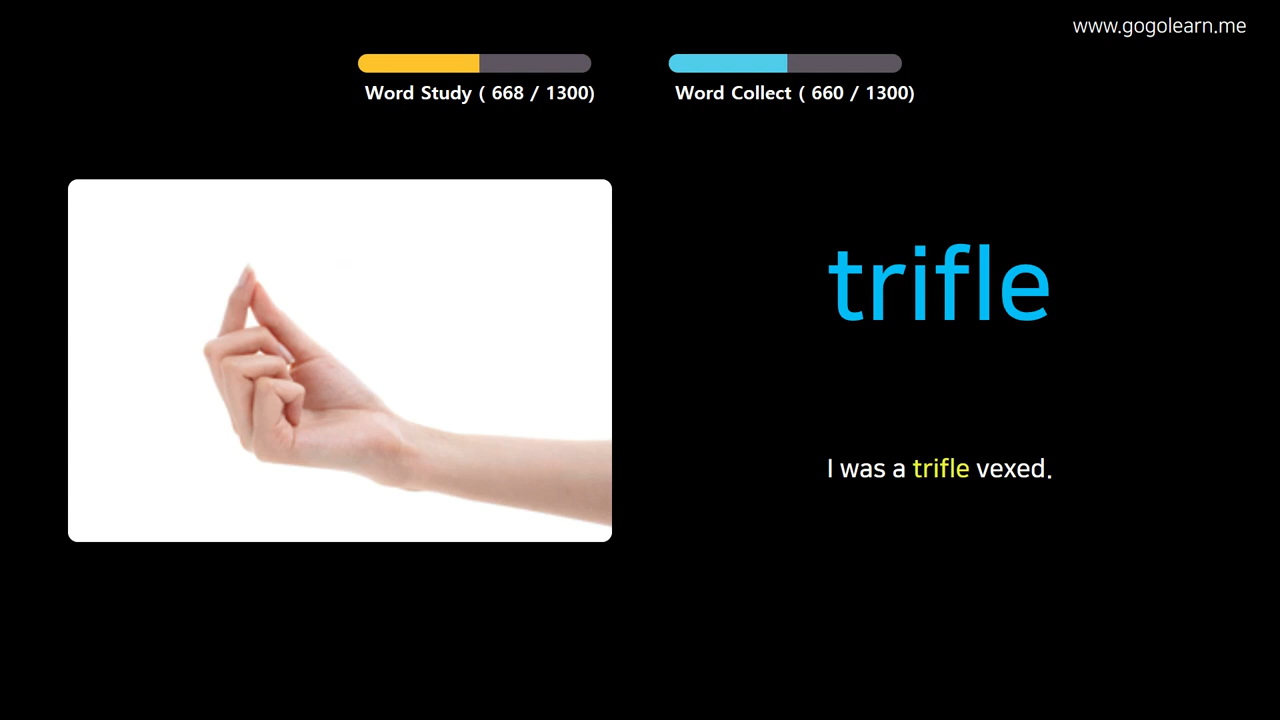 www.gogolearn.me
Word Study ( 668 / 1300)
Word Collect ( 660 / 1300)
trifle
I was a trifle vexed.